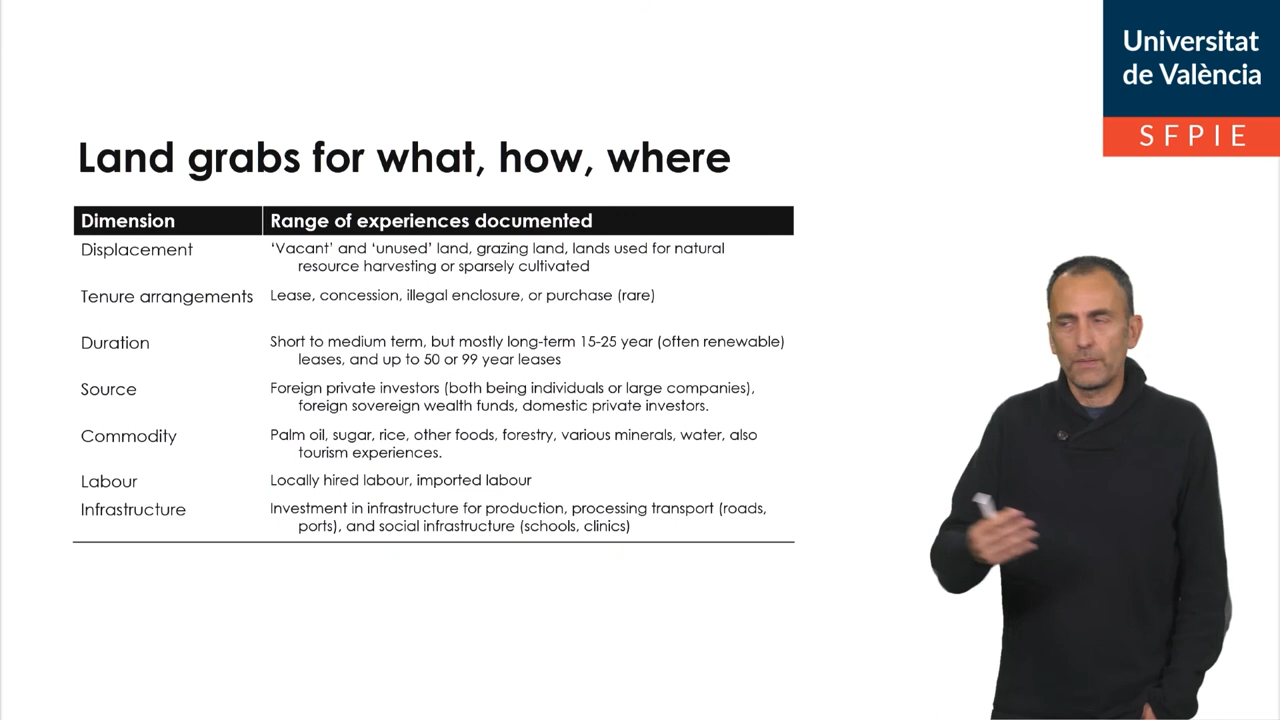 Universitat
de València
SFPIE
Land grabs for what, how, where
Dimension
Range of experiences documented
Displacement
‘Vacant’ and ‘unused’ land, grazing land, lands used for natural
resource harvesting or sparsely cultivated
Tenure arrangements
Lease, concession, illegal enclosure, or purchase (rare)
Duration
Short to medium term, but mostly long-term 15-25 year (often renewable)
leases, and up to 50 or 99 year leases
Source
Foreign private investors (both being individuals or large companies),
foreign sovereign wealth funds, domestic private investors.
Commodity
Palm oil, sugar, rice, other foods, forestry, various minerals, water, also
tourism experiences.
Labour
Locally hired labour, imported labour
Infrastructure
Investment in infrastructure for production, processing transport (roads,
ports), and social infrastructure (schools, clinics)